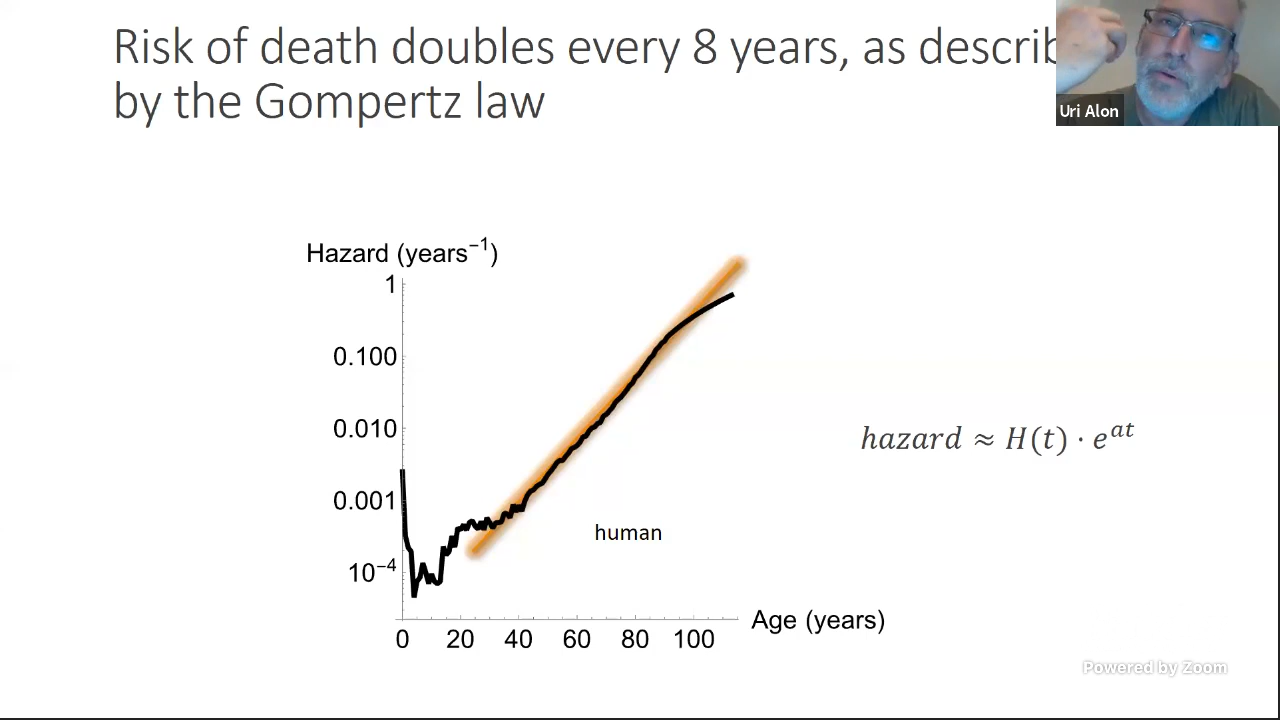 Risk of death doubles every 8 years, as describ
by the Gompertz law
Uri Alon
Hazard (years⁻¹)
1
0.100
0.010
0.001
10⁻⁴
hazard ≈ H(t) · eᵃᵗ
human
0 20 40 60 80 100
Age (years)
Powered by Zoom